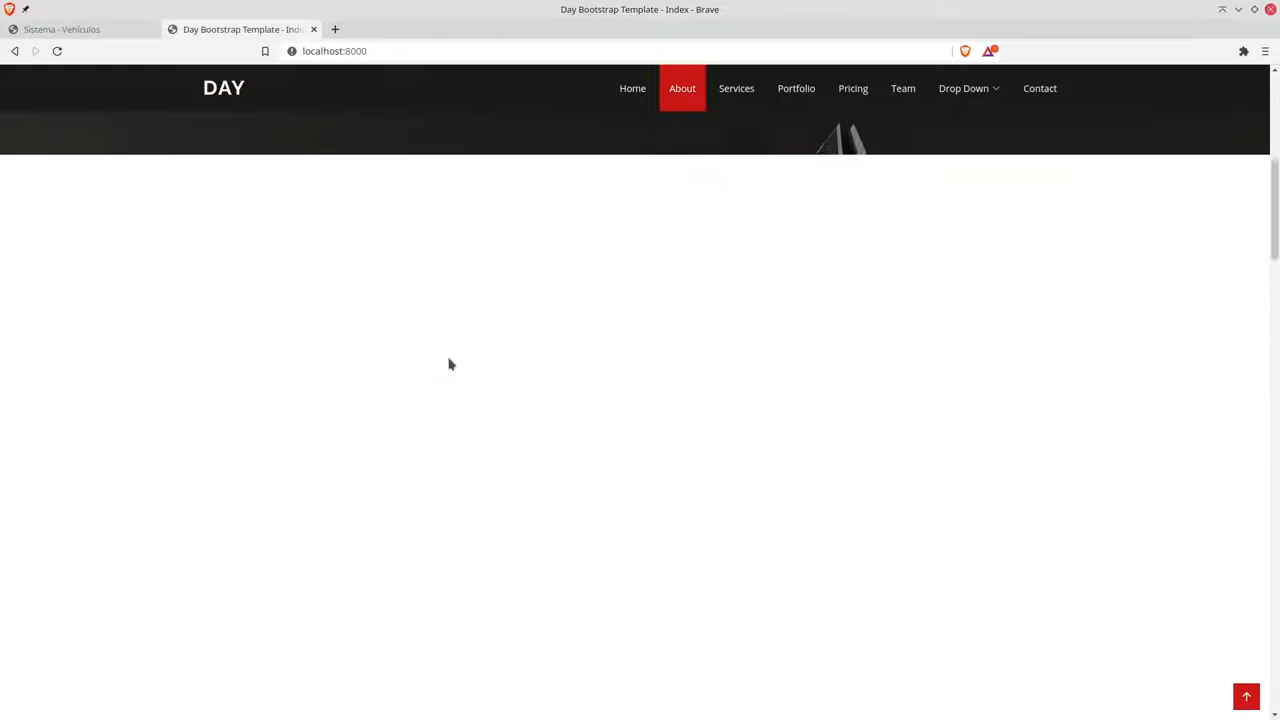 Day Bootstrap Template - Index - Brave
Sistema - Vehículos
Day Bootstrap Template - Inde
localhost:8000
DAY
Home
About
Services
Portfolio
Pricing
Team
Drop Down
Contact